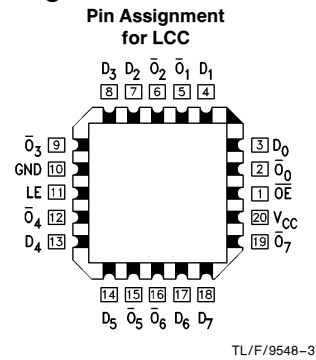 Pin Assignment
for LCC
D₃ D₂ Ō₂ Ō₁ D₁
8 7 6 5 4
Ō₃ 9
GND 10
LE 11
Ō₄ 12
D₄ 13
3 D₀
2 Ō₀
1 O̅E̅
20 V_CC
19 Ō₇
14 15 16 17 18
D₅ Ō₅ Ō₆ D₆ D₇
TL/F/9548–3